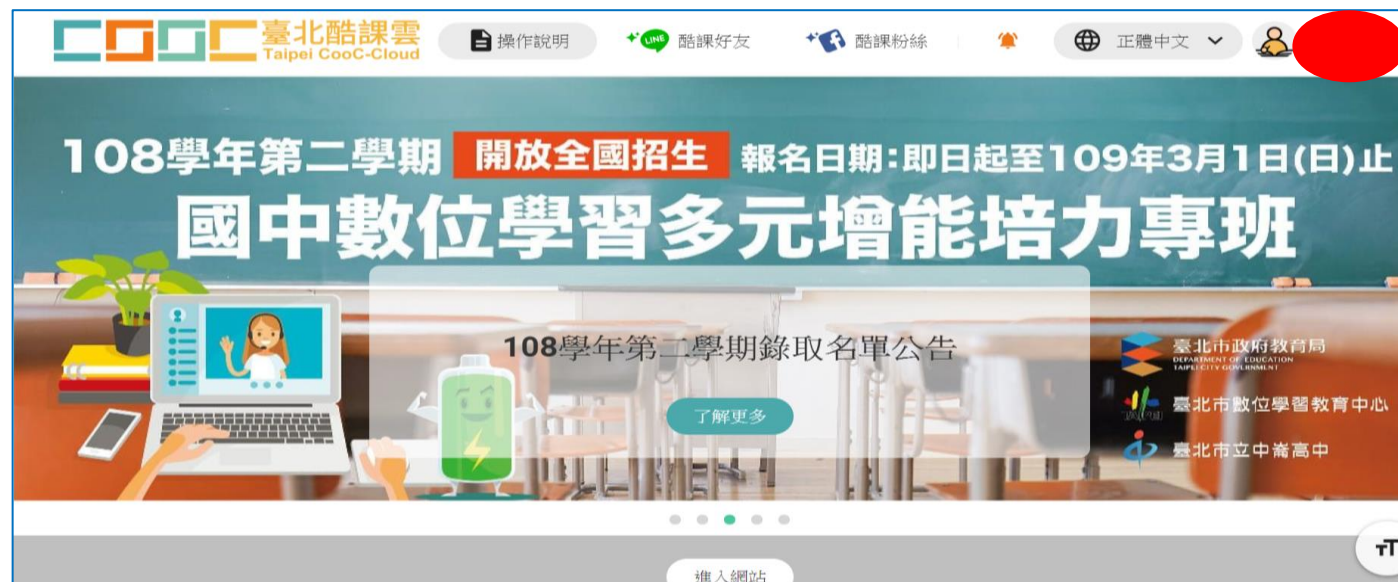 臺北酷課雲
Taipei CooC-Cloud
操作說明
LINE
酷課好友
酷課粉絲
正體中文
108學年第二學期 開放全國招生 報名日期:即日起至109年3月1日(日)止
國中數位學習多元增能培力專班
108學年第二學期錄取名單公告
了解更多
臺北市政府教育局
DEPARTMENT OF EDUCATION
TAIPEI CITY GOVERNMENT
臺北市數位學習教育中心
臺北市立中崙高中
進入網站
TT